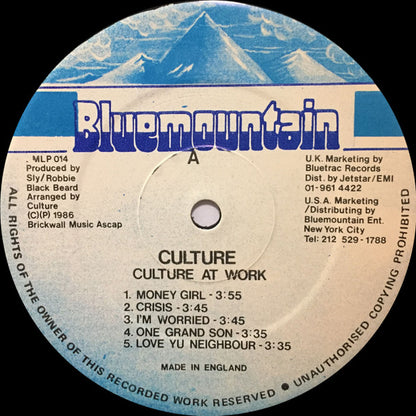 Bluemountain
A
MLP 014
Produced by
Sly/Robbie
Black Beard
Arranged by
Culture
(C)(P) 1986
Brickwall Music Ascap
U.K. Marketing by
Bluetrac Records
Dist. by Jetstar/EMI
01-961 4422
U.S.A. Marketing
/Distributing by
Bluemountain Ent.
New York City
Tel: 212 529-1788
CULTURE
CULTURE AT WORK
1. MONEY GIRL - 3:55
2. CRISIS - 3:45
3. I'M WORRIED - 3:45
4. ONE GRAND SON - 3:35
5. LOVE YU NEIGHBOUR - 3:35
MADE IN ENGLAND
ALL RIGHTS OF THE OWNER OF THIS RECORDED WORK RESERVED • UNAUTHORISED COPYING PROHIBITED